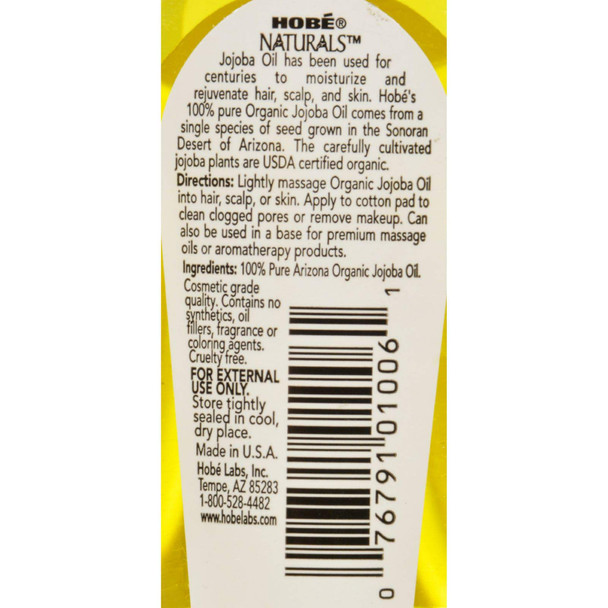 HOBÉ®
NATURALS™
Jojoba Oil has been used for
centuries to moisturize and
rejuvenate hair, scalp, and skin. Hobé's
100% pure Organic Jojoba Oil comes from a
single species of seed grown in the Sonoran
Desert of Arizona. The carefully cultivated
jojoba plants are USDA certified organic.
Directions: Lightly massage Organic Jojoba Oil
into hair, scalp, or skin. Apply to cotton pad to
clean clogged pores or remove makeup. Can
also be used in a base for premium massage
oils or aromatherapy products.
Ingredients: 100% Pure Arizona Organic Jojoba Oil.
Cosmetic grade
quality. Contains no
synthetics, oil
fillers, fragrance or
coloring agents.
Cruelty free.
FOR EXTERNAL
USE ONLY.
Store tightly
sealed in cool,
dry place.
Made in U.S.A.
Hobé Labs, Inc.
Tempe, AZ 85283
1-800-528-4482
www.hobelabs.com
0 76791 01006 1